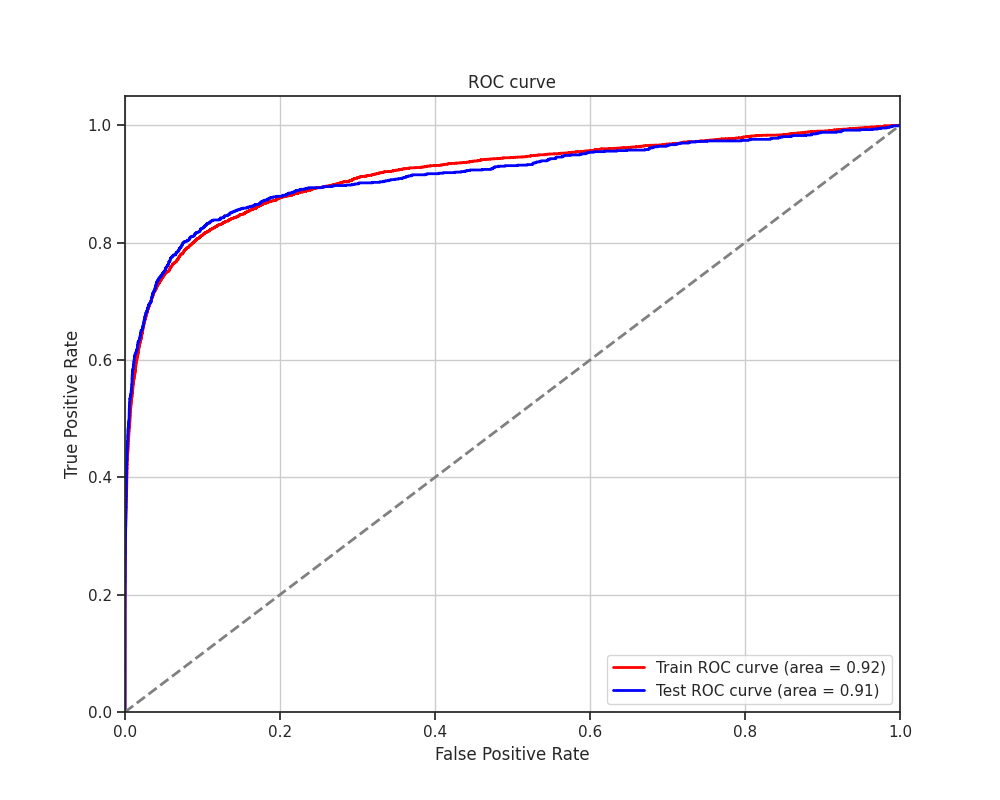 ROC curve
1.0
0.8
0.6
0.4
0.2
0.0
True Positive Rate
0.0 0.2 0.4 0.6 0.8 1.0
False Positive Rate
Train ROC curve (area = 0.92)
Test ROC curve (area = 0.91)